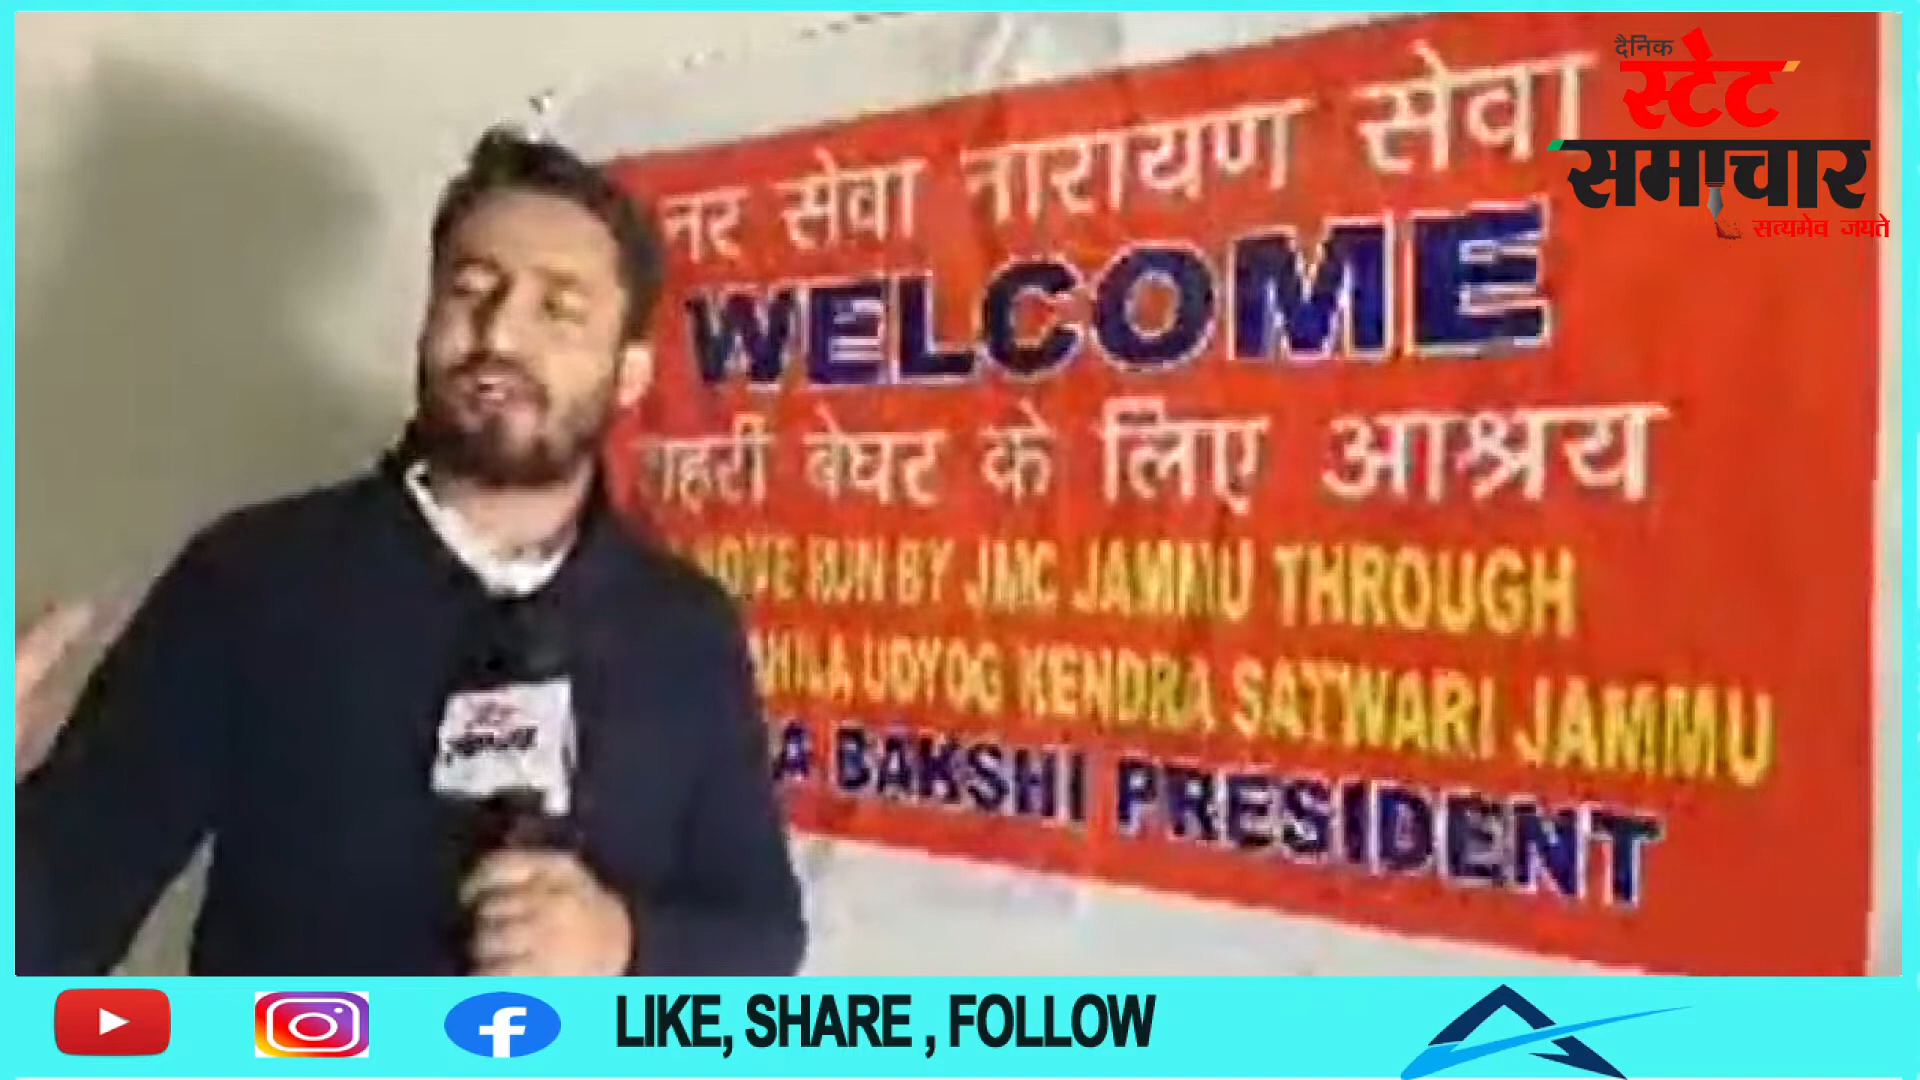 दैनिक
स्टेट
समाचार
सत्यमेव जयते
नर सेवा नारायण सेवा
WELCOME
बेघर के लिए आश्रय
RUN BY JMC JAMMU THROUGH
UDYOG KENDRA SATWARI JAMMU
BAKSHI PRESIDENT
LIKE, SHARE , FOLLOW